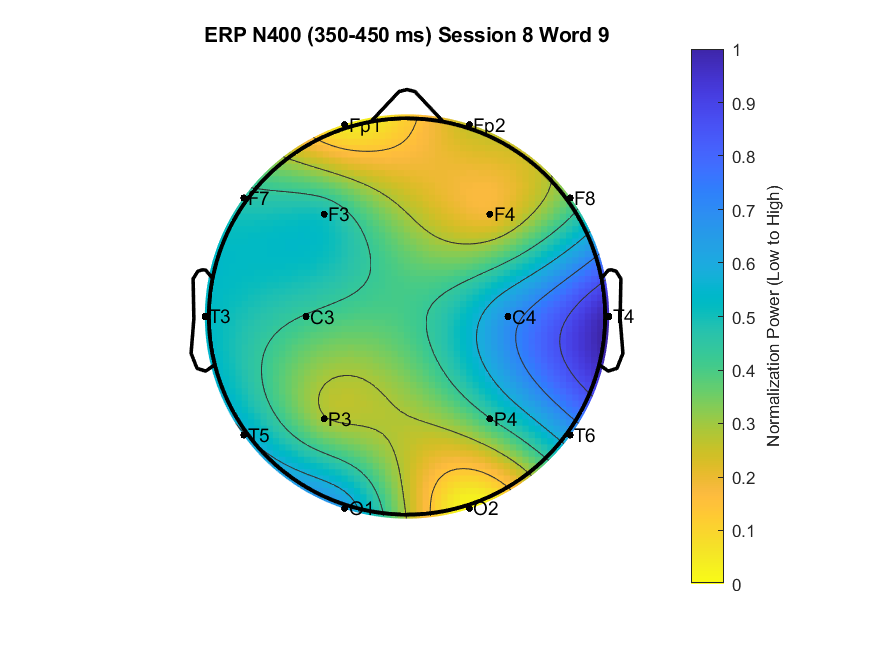 ERP N400 (350-450 ms) Session 8 Word 9
Fp1
Fp2
F7
F3
F4
F8
T3
C3
C4
T4
T5
P3
P4
T6
O1
O2
1
0.9
0.8
0.7
0.6
0.5
0.4
0.3
0.2
0.1
0
Normalization Power (Low to High)